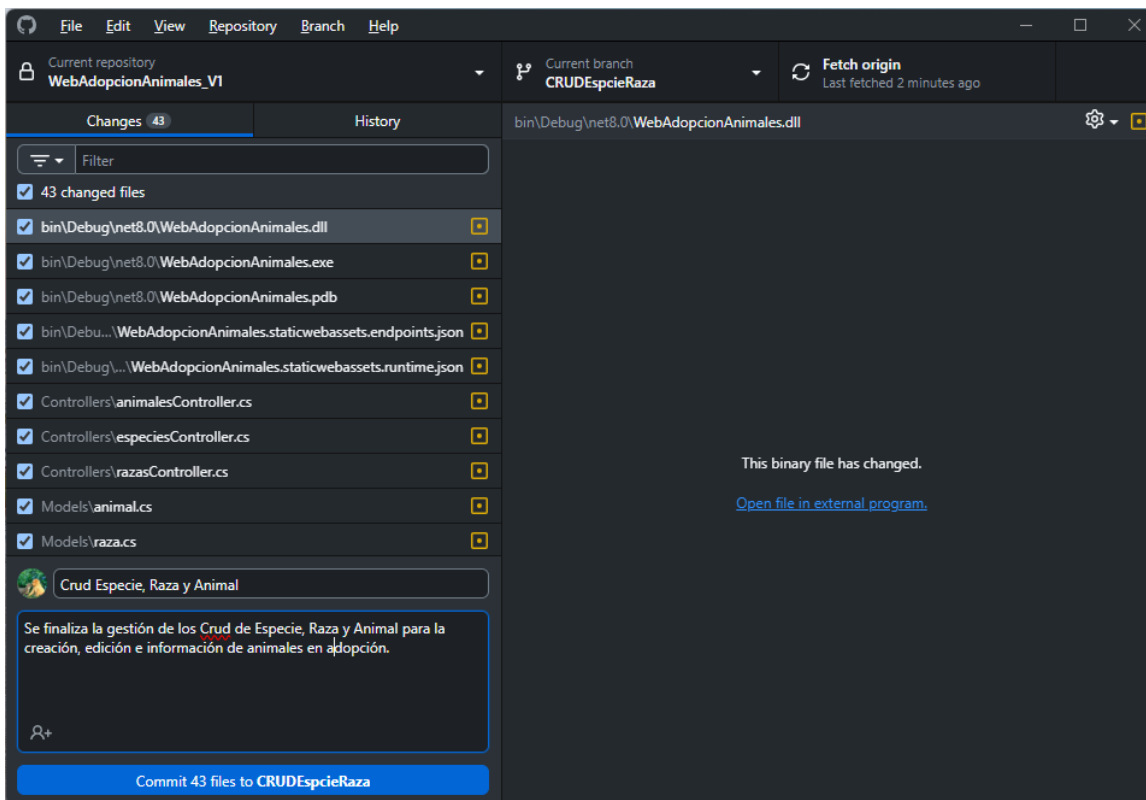 File Edit View Repository Branch Help
Current repository
WebAdopcionAnimales_V1
Current branch
CRUDEspcieRaza
Fetch origin
Last fetched 2 minutes ago
Changes 43
History
bin\Debug\net8.0\WebAdopcionAnimales.dll
Filter
43 changed files
bin\Debug\net8.0\WebAdopcionAnimales.dll
bin\Debug\net8.0\WebAdopcionAnimales.exe
bin\Debug\net8.0\WebAdopcionAnimales.pdb
bin\Debu...\WebAdopcionAnimales.staticwebassets.endpoints.json
bin\Debug\...\WebAdopcionAnimales.staticwebassets.runtime.json
Controllers\animalesController.cs
Controllers\especiesController.cs
Controllers\razasController.cs
Models\animal.cs
Models\raza.cs
This binary file has changed.
Open file in external program.
Crud Especie, Raza y Animal
Se finaliza la gestión de los Crud de Especie, Raza y Animal para la
creación, edición e información de animales en adopción.
Commit 43 files to CRUDEspcieRaza